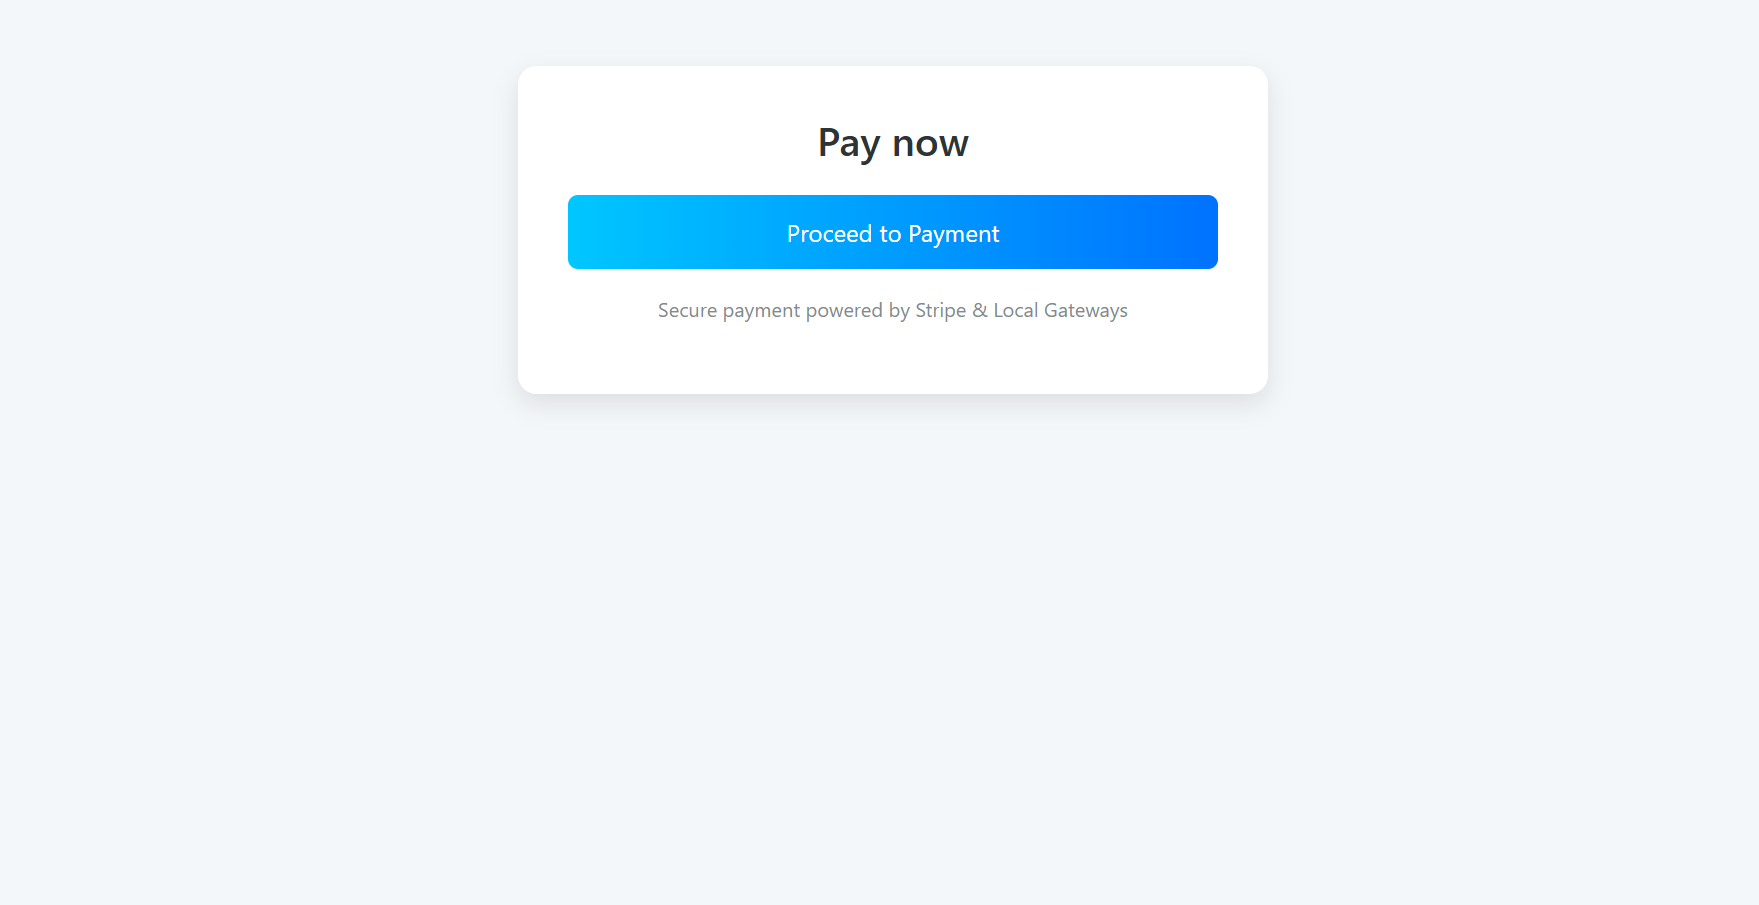 Pay now
Proceed to Payment
Secure payment powered by Stripe & Local Gateways